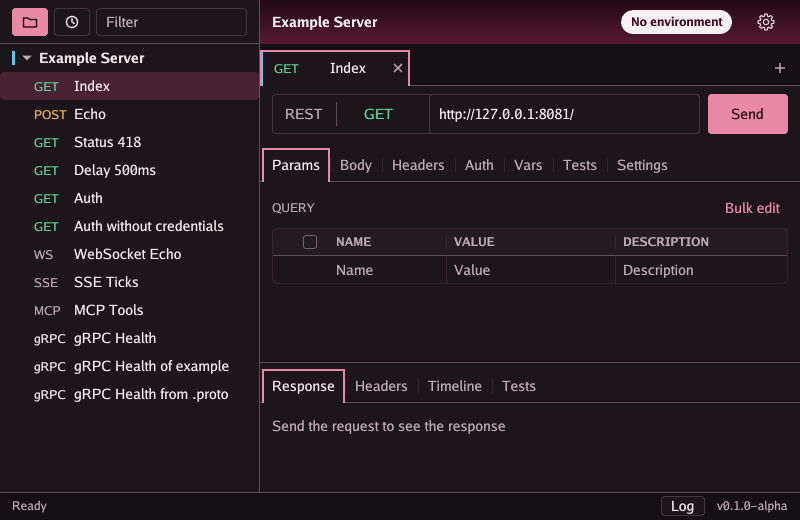 Filter
Example Server
GET Index
POST Echo
GET Status 418
GET Delay 500ms
GET Auth
GET Auth without credentials
WS WebSocket Echo
SSE SSE Ticks
MCP MCP Tools
gRPC gRPC Health
gRPC gRPC Health of example
gRPC gRPC Health from .proto
Example Server No environment
GET Index
REST GET http://127.0.0.1:8081/ Send
Params Body Headers Auth Vars Tests Settings
QUERY Bulk edit
NAME VALUE DESCRIPTION
Name Value Description
Response Headers Timeline Tests
Send the request to see the response
Ready Log v0.1.0-alpha